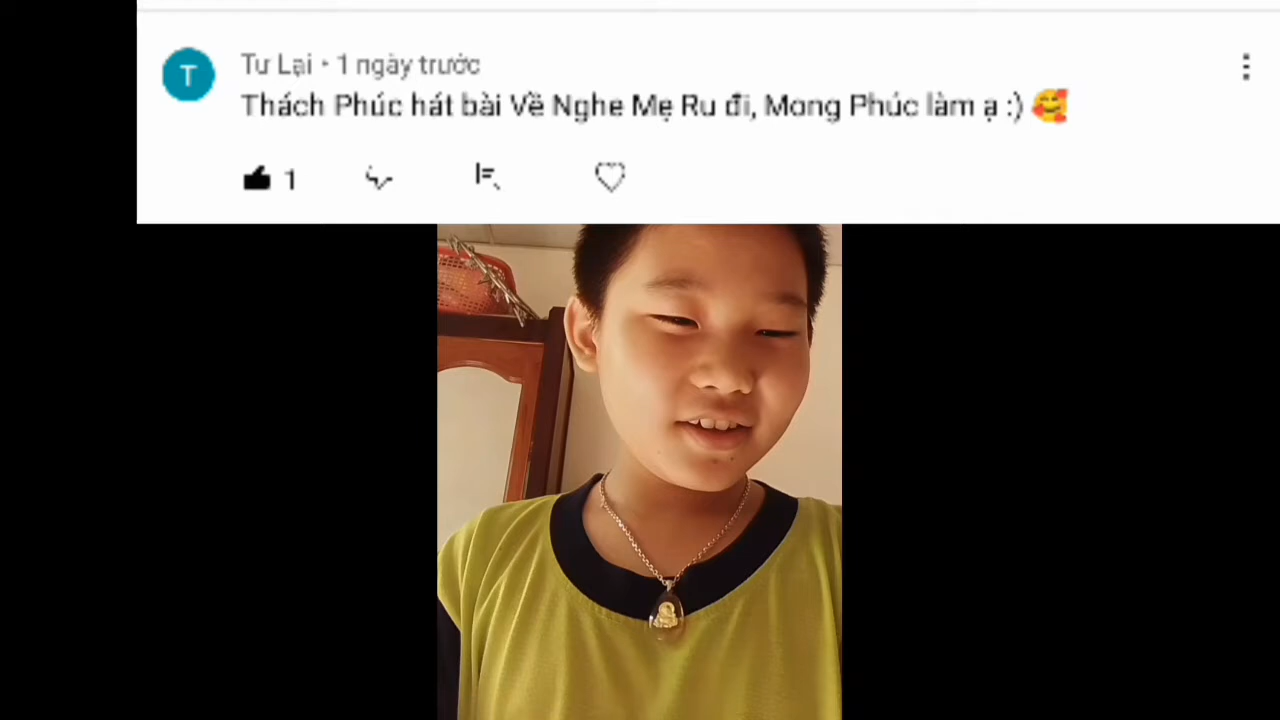 T
Tư Lại • 1 ngày trước
Thách Phúc hát bài Về Nghe Mẹ Ru đi, Mong Phúc làm ạ :) 🥰
1